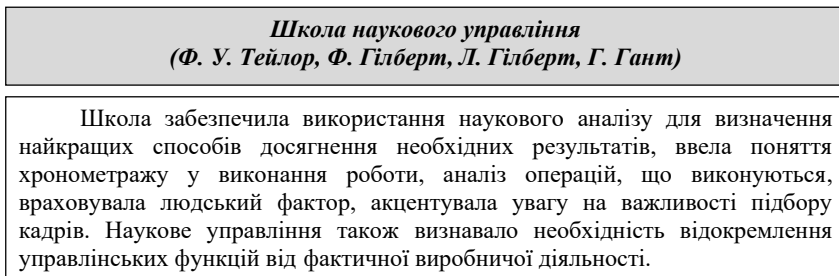 Школа наукового управління
(Ф. У. Тейлор, Ф. Гілберт, Л. Гілберт, Г. Гант)
Школа забезпечила використання наукового аналізу для визначення
найкращих способів досягнення необхідних результатів, ввела поняття
хронометражу у виконання роботи, аналіз операцій, що виконуються,
враховувала людський фактор, акцентувала увагу на важливості підбору
кадрів. Наукове управління також визнавало необхідність відокремлення
управлінських функцій від фактичної виробничої діяльності.